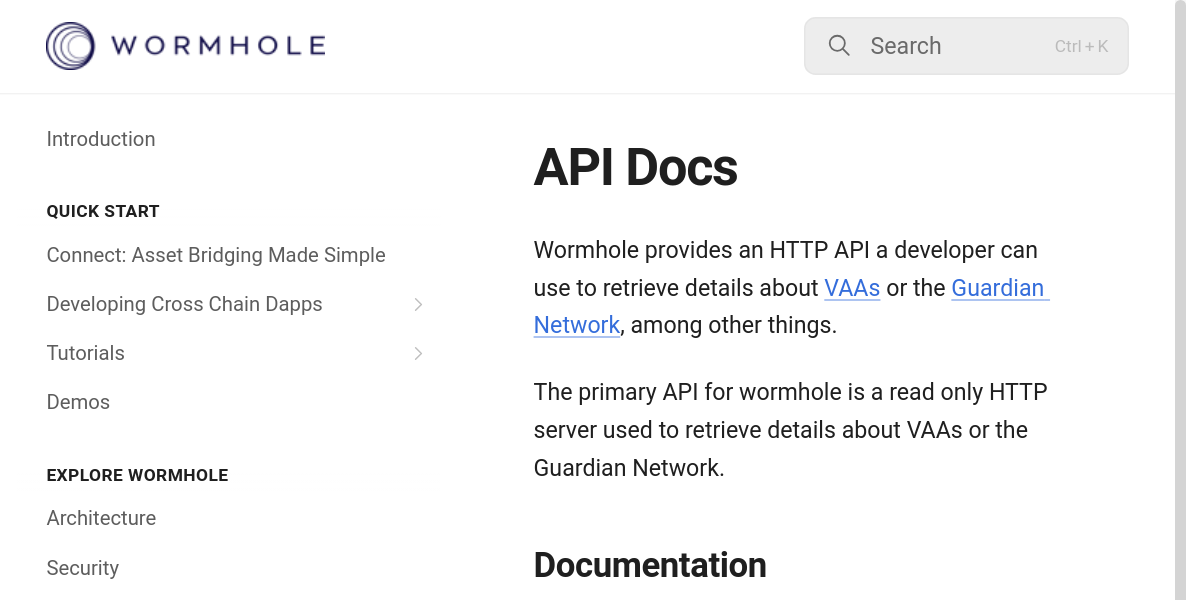 WORMHOLE
Search
Ctrl + K
Introduction
QUICK START
Connect: Asset Bridging Made Simple
Developing Cross Chain Dapps
Tutorials
Demos
EXPLORE WORMHOLE
Architecture
Security
API Docs
Wormhole provides an HTTP API a developer can
use to retrieve details about VAAs or the Guardian
Network, among other things.
The primary API for wormhole is a read only HTTP
server used to retrieve details about VAAs or the
Guardian Network.
Documentation